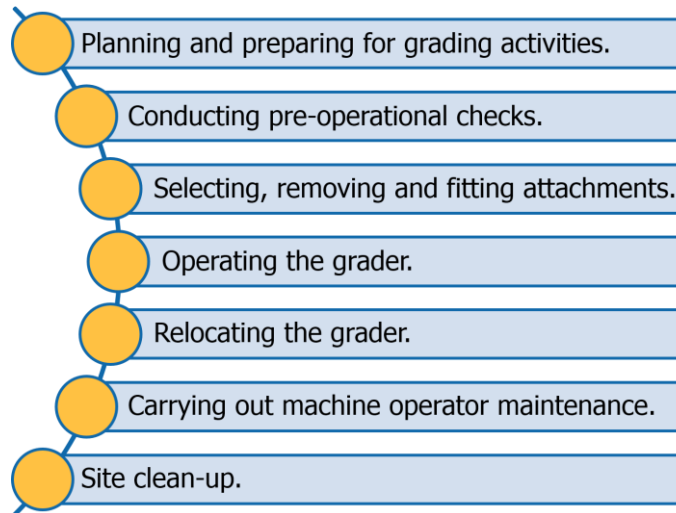 Planning and preparing for grading activities.
Conducting pre-operational checks.
Selecting, removing and fitting attachments.
Operating the grader.
Relocating the grader.
Carrying out machine operator maintenance.
Site clean-up.